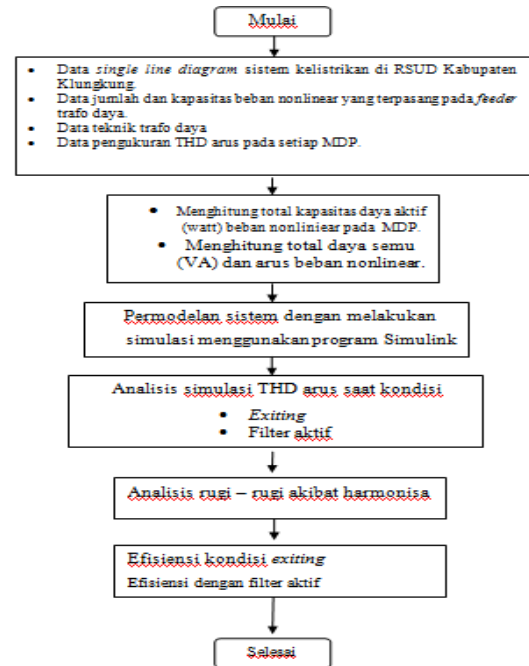 Mulai
• Data single line diagram sistem kelistrikan di RSUD Kabupaten
Klungkung.
• Data jumlah dan kapasitas beban nonlinear yang terpasang pada feeder
trafo daya.
• Data teknik trafo daya
• Data pengukuran THD arus pada setiap MDP.
• Menghitung total kapasitas daya aktif
(watt) beban nonliniear pada MDP.
• Menghitung total daya semu
(VA) dan arus beban nonlinear.
Permodelan sistem dengan melakukan
simulasi menggunakan program Simulink
Analisis simulasi THD arus saat kondisi
• Exiting
• Filter aktif
Analisis rugi – rugi akibat harmonisa
Efisiensi kondisi exiting
Efisiensi dengan filter aktif
Selesai